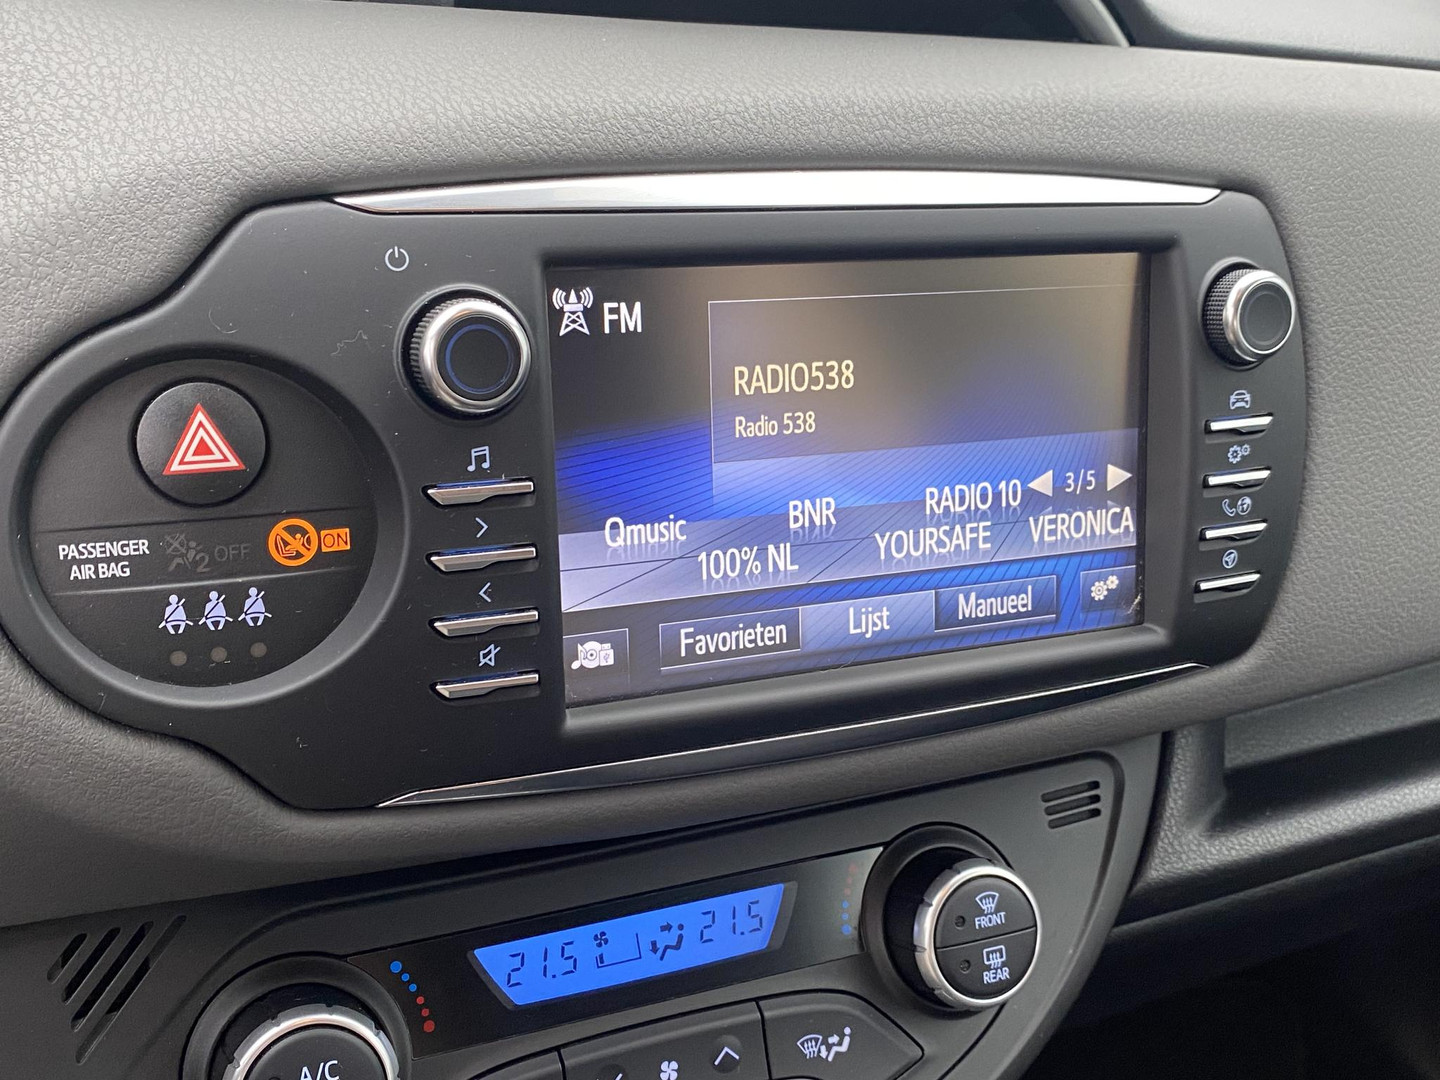 FM
RADIO538
Radio 538
3/5
Qmusic
BNR
RADIO 10
100% NL
YOURSAFE
VERONICA
Favorieten
Lijst
Manueel
PASSENGER
AIR BAG
2 OFF
ON
21.5
21.5
FRONT
REAR
A/C